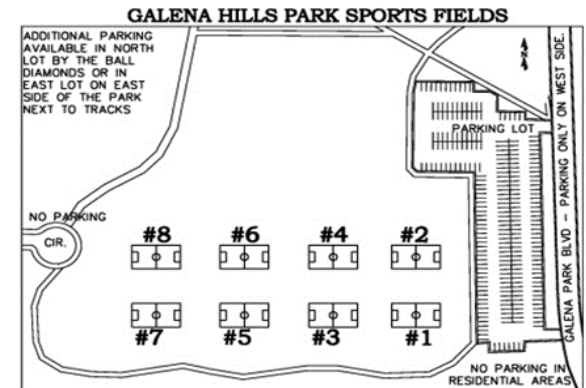 GALENA HILLS PARK SPORTS FIELDS
ADDITIONAL PARKING
AVAILABLE IN NORTH
LOT BY THE BALL
DIAMONDS OR IN
EAST LOT ON EAST
SIDE OF THE PARK
NEXT TO TRACKS
N
PARKING LOT
GALENA PARK BLVD - PARKING ONLY ON WEST SIDE.
NO PARKING
CIR.
#8 #6 #4 #2
#7 #5 #3 #1
NO PARKING IN
RESIDENTIAL AREAS